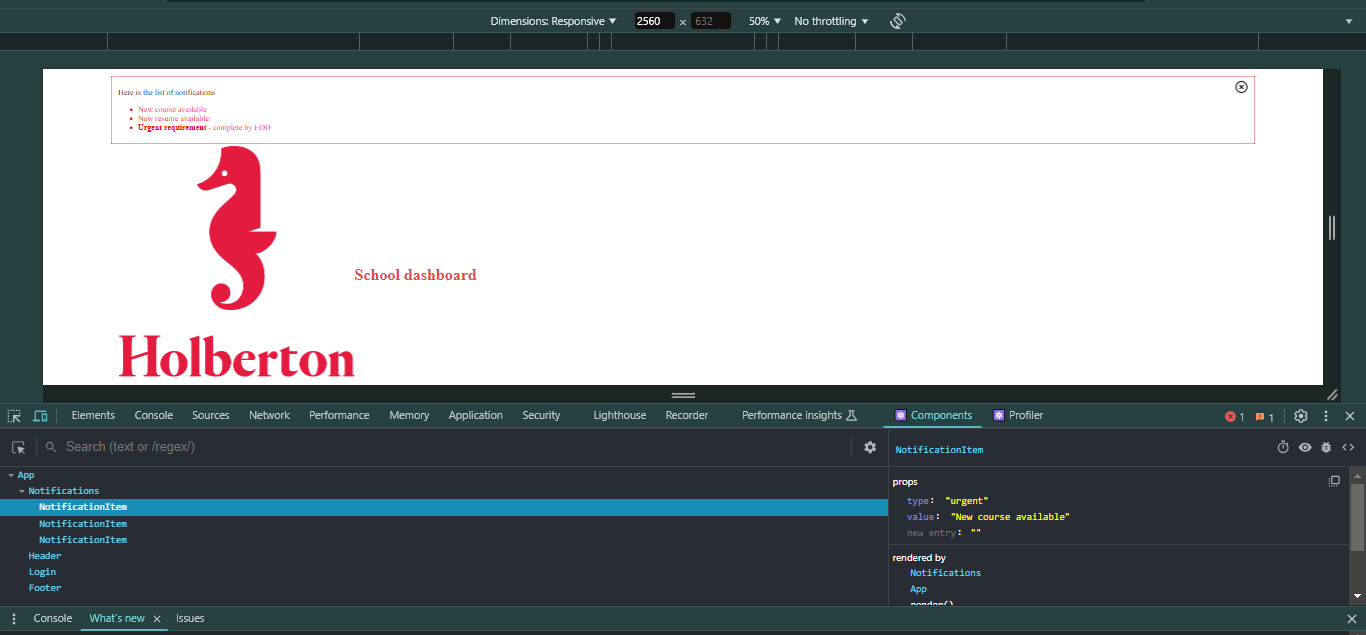 Dimensions: Responsive ▼ 2560 × 632 50% ▼ No throttling ▼
Here is the list of notifications
New course available
New resume available
Urgent requirement - complete by EOD
School dashboard
Holberton
Elements Console Sources Network Performance Memory Application Security Lighthouse Recorder Performance insights Components Profiler 1 1
Search (text or /regex/)
App
Notifications
NotificationItem
NotificationItem
NotificationItem
Header
Login
Footer
NotificationItem
props
type: "urgent"
value: "New course available"
new entry: ""
rendered by
Notifications
App
render()
Console What's new Issues